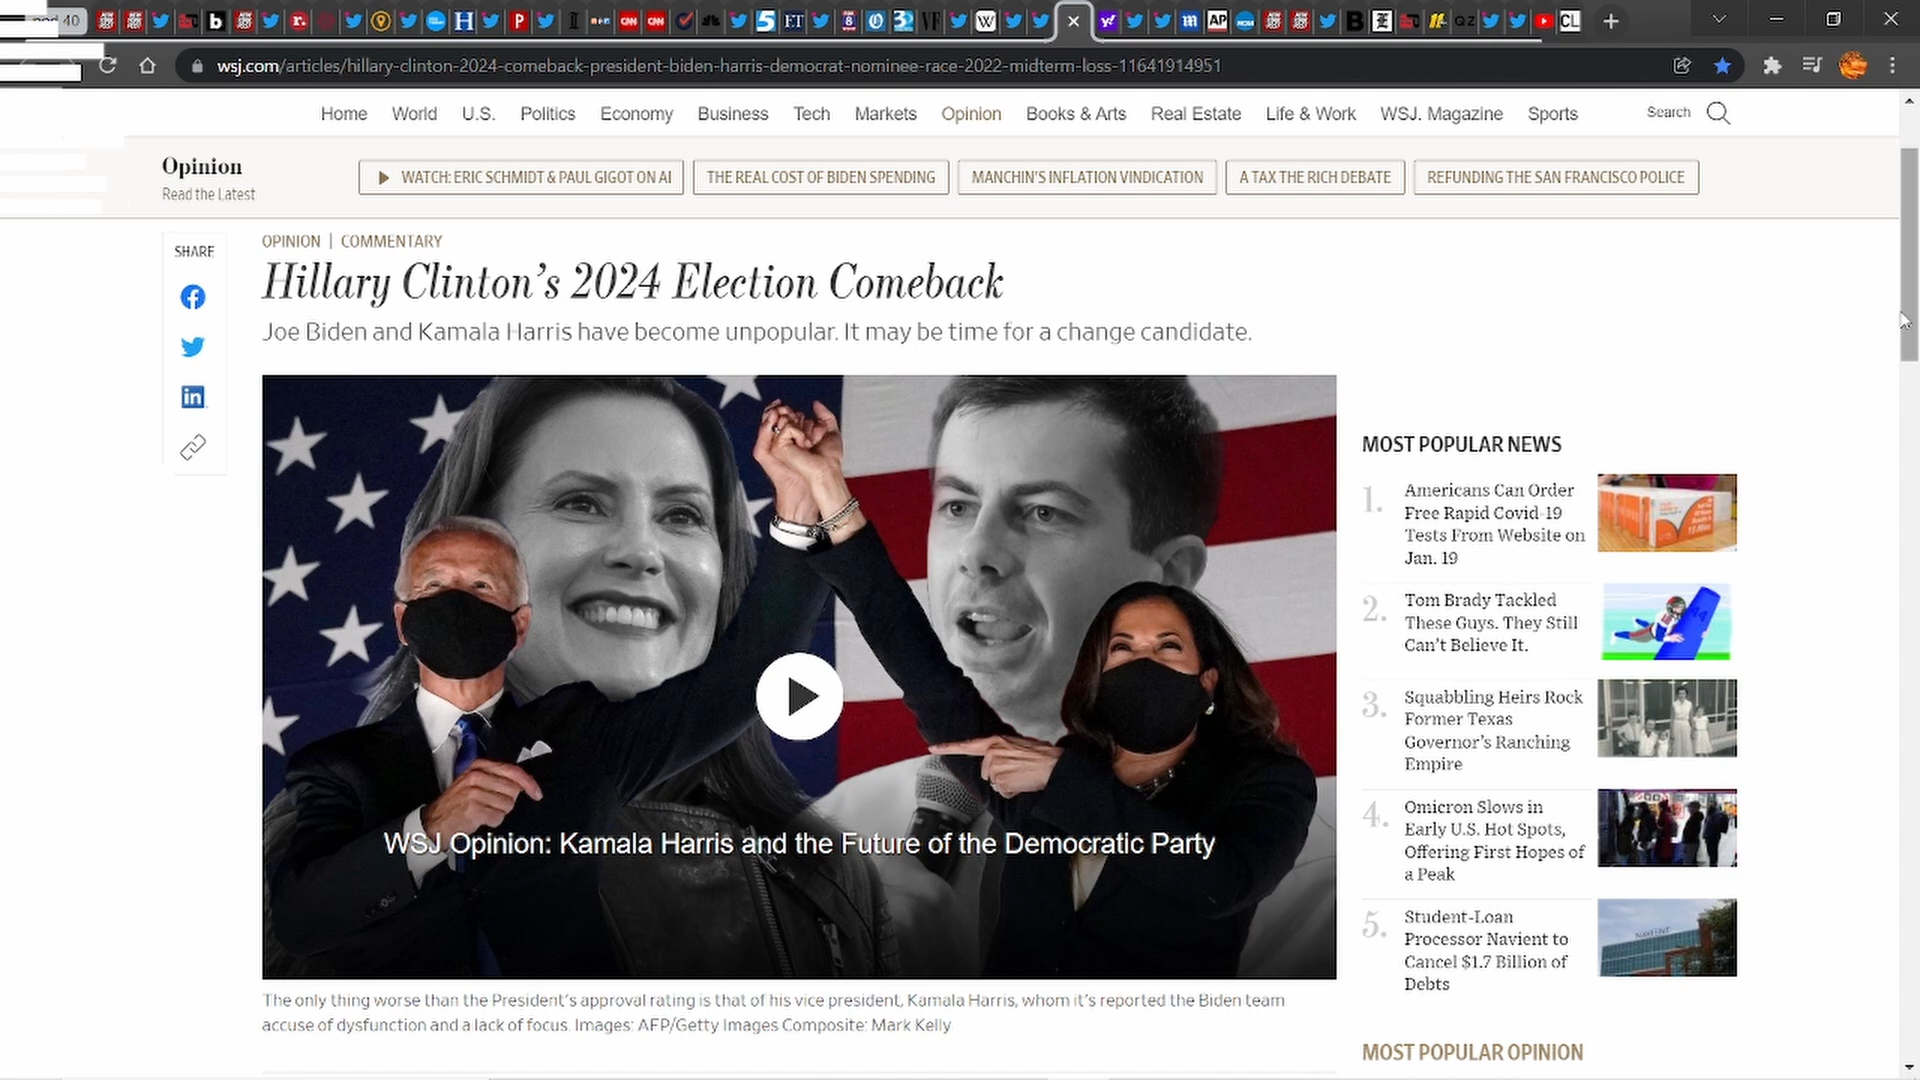 wsj.com/articles/hillary-clinton-2024-comeback-president-biden-harris-democrat-nominee-race-2022-midterm-loss-11641914951
Home World U.S. Politics Economy Business Tech Markets Opinion Books & Arts Real Estate Life & Work WSJ. Magazine Sports Search
Opinion
Read the Latest
WATCH: ERIC SCHMIDT & PAUL GIGOT ON AI THE REAL COST OF BIDEN SPENDING MANCHIN'S INFLATION VINDICATION A TAX THE RICH DEBATE REFUNDING THE SAN FRANCISCO POLICE
SHARE
OPINION | COMMENTARY
Hillary Clinton's 2024 Election Comeback
Joe Biden and Kamala Harris have become unpopular. It may be time for a change candidate.
WSJ Opinion: Kamala Harris and the Future of the Democratic Party
The only thing worse than the President's approval rating is that of his vice president, Kamala Harris, whom it's reported the Biden team
accuse of dysfunction and a lack of focus. Images: AFP/Getty Images Composite: Mark Kelly
MOST POPULAR NEWS
1. Americans Can Order
Free Rapid Covid-19
Tests From Website on
Jan. 19
2. Tom Brady Tackled
These Guys. They Still
Can't Believe It.
3. Squabbling Heirs Rock
Former Texas
Governor's Ranching
Empire
4. Omicron Slows in
Early U.S. Hot Spots,
Offering First Hopes of
a Peak
5. Student-Loan
Processor Navient to
Cancel $1.7 Billion of
Debts
NAVIENT
MOST POPULAR OPINION